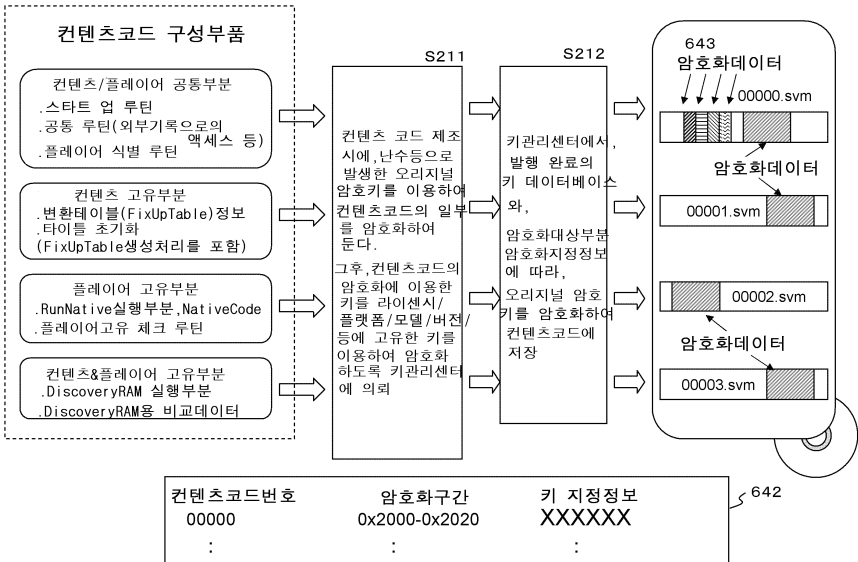 컨텐츠코드 구성부품
컨텐츠/플레이어 공통부분
.스타트 업 루틴
.공통 루틴(외부기록으로의
액세스 등)
.플레이어 식별 루틴
컨텐츠 고유부분
.변환테이블(FixUpTable)정보
.타이틀 초기화
(FixUpTable생성처리를 포함)
플레이어 고유부분
.RunNative실행부분,NativeCode
.플레이어고유 체크 루틴
컨텐츠&플레이어 고유부분
.DiscoveryRAM 실행부분
.DiscoveryRAM용 비교데이터
S211
컨텐츠 코드 제조
시에,난수등으로
발생한 오리지널
암호키를 이용하여
컨텐츠코드의 일부
를 암호화하여
둔다.
그후,컨텐츠코드의
암호화에 이용한
키를 라이센시/
플랫폼/모델/버전/
등에 고유한 키를
이용하여 암호화
하도록 키관리센터
에 의뢰
S212
키관리센터에서,
발행 완료의
키 데이터베이스
와,
암호화대상부분
암호화지정정보
에 따라,
오리지널 암호
키를 암호화하여
컨텐츠코드에
저장
643
암호화데이터
00000.svm
암호화데이터
00001.svm
00002.svm
암호화데이터
00003.svm
642
컨텐츠코드번호 암호화구간 키 지정정보
00000 0x2000-0x2020 XXXXXX
: : :